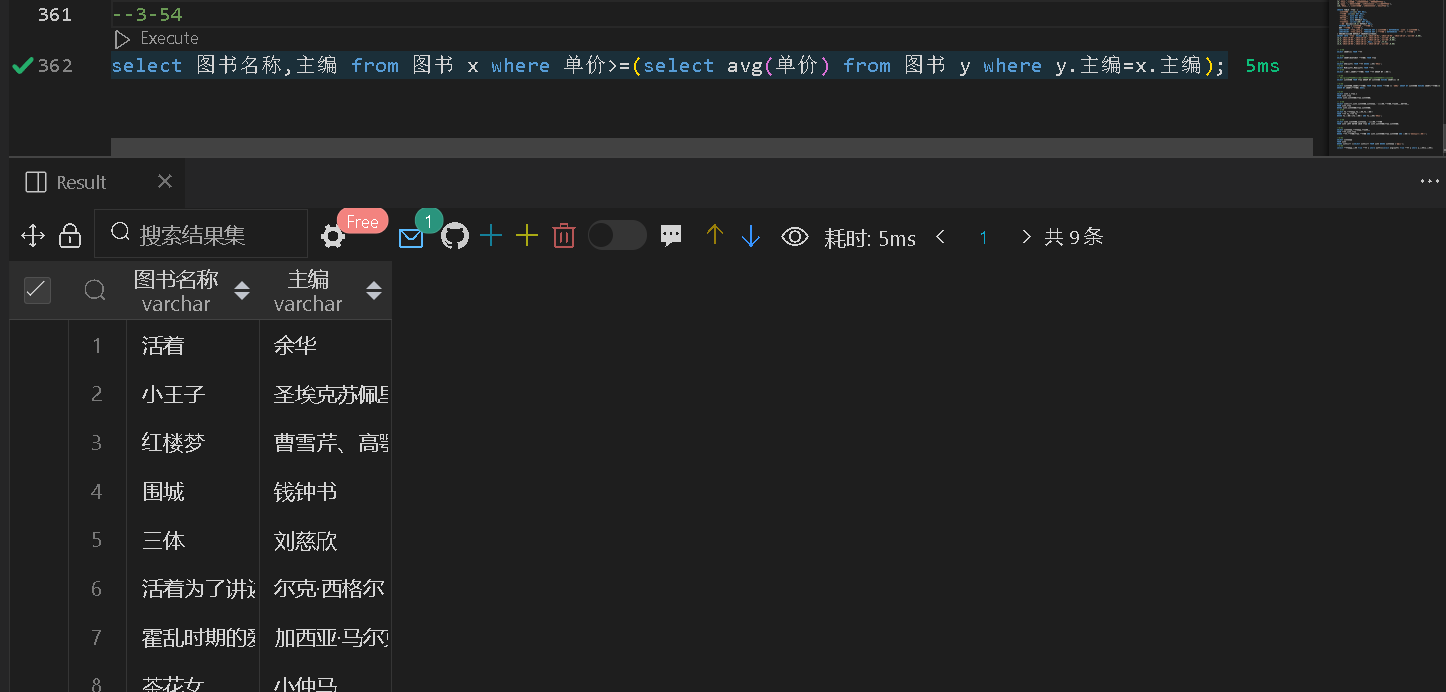 361 --3-54
Execute
362 select 图书名称,主编 from 图书 x where 单价>=(select avg(单价) from 图书 y where y.主编=x.主编); 5ms
Result
搜索结果集 Free 1 耗时: 5ms 1 共 9 条
图书名称 主编
varchar varchar
1 活着 余华
2 小王子 圣埃克苏佩
3 红楼梦 曹雪芹、高
4 围城 钱钟书
5 三体 刘慈欣
6 活着为了讲 尔克·西格尔
7 霍乱时期的 加西亚·马尔
8 茶花女 小仲马